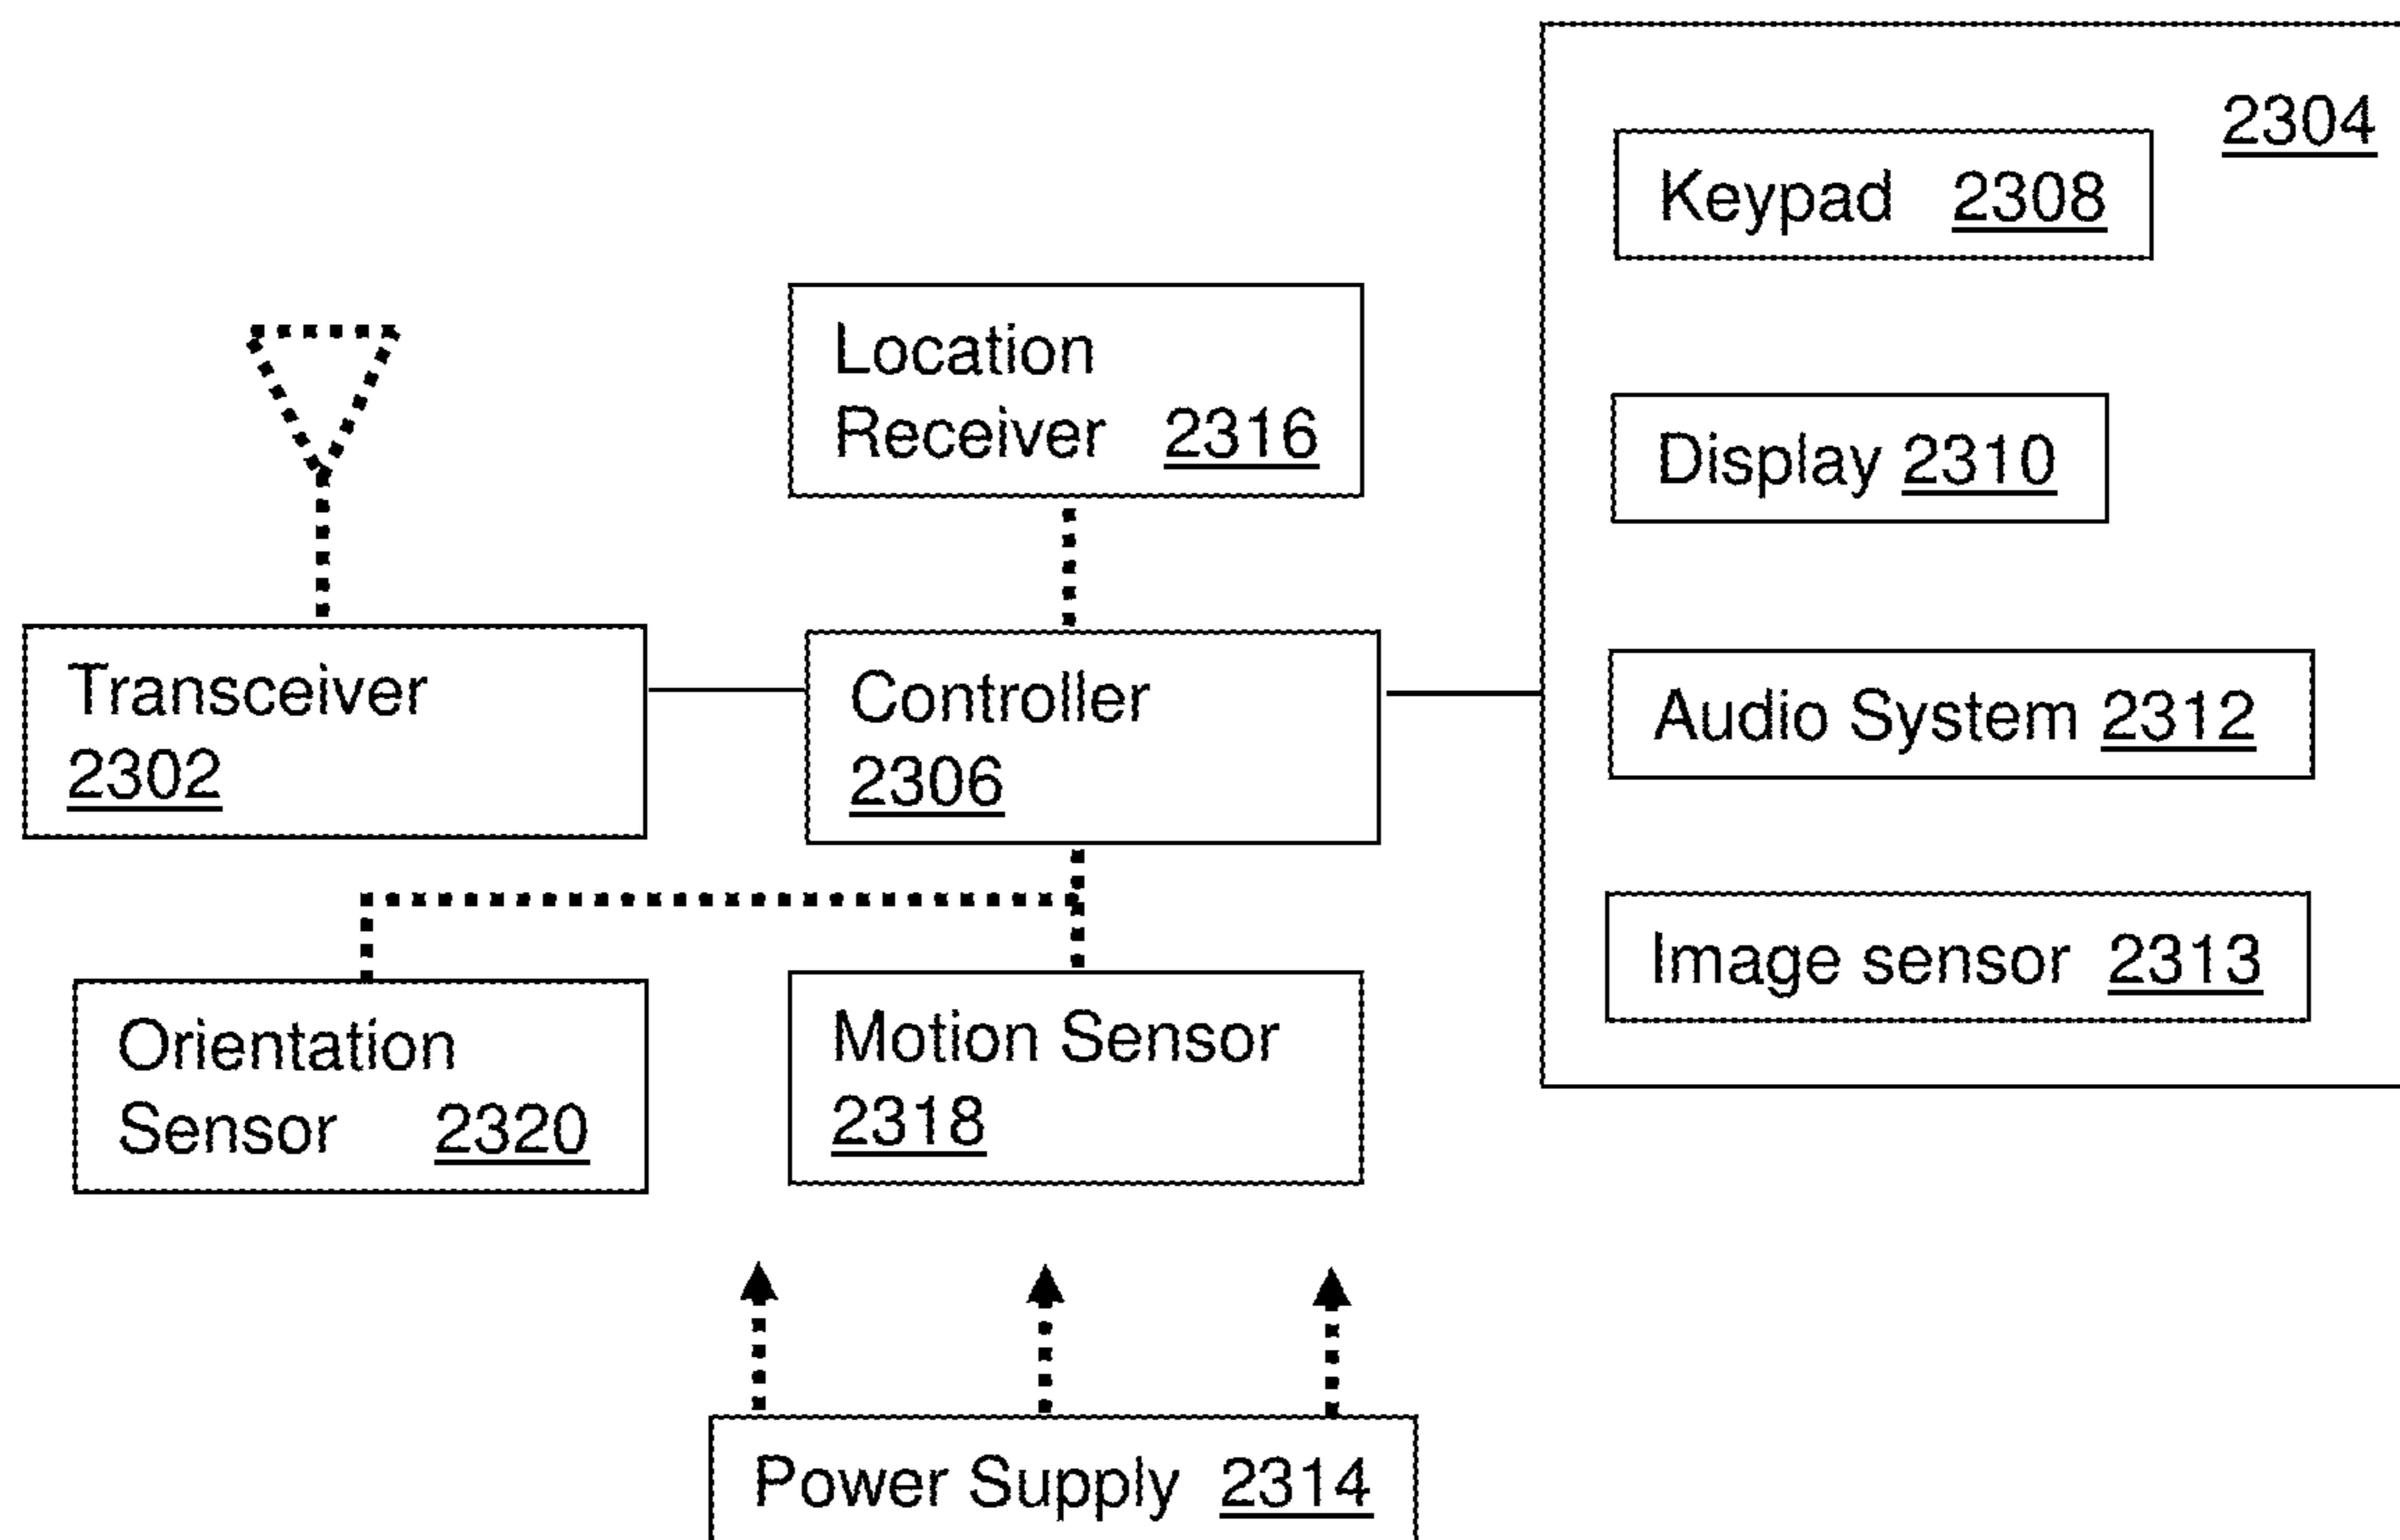 2304
Keypad 2308
Location
Receiver 2316
Display 2310
Transceiver
2302
Controller
2306
Audio System 2312
Image sensor 2313
Orientation
Sensor 2320
Motion Sensor
2318
Power Supply 2314